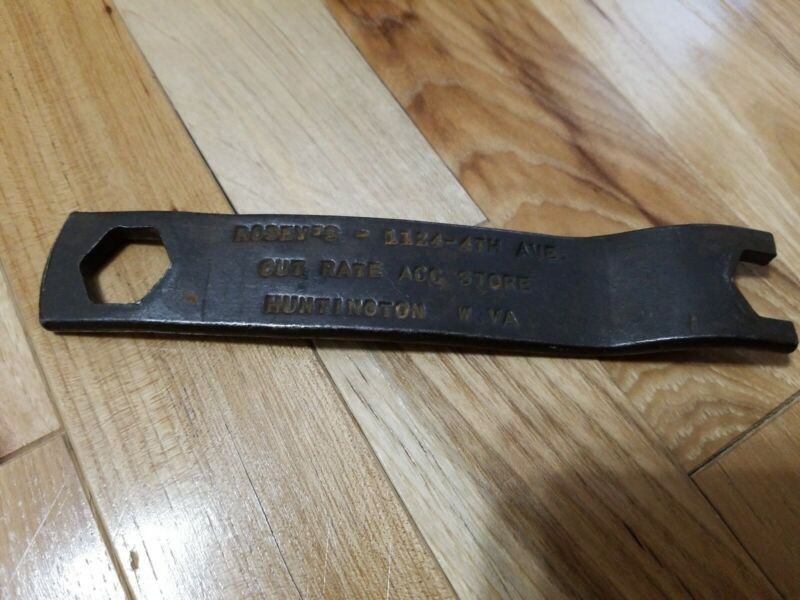 ROSEY'S - 1124-4TH AVE.
CUT RATE ACC STORE
HUNTINGTON W VA